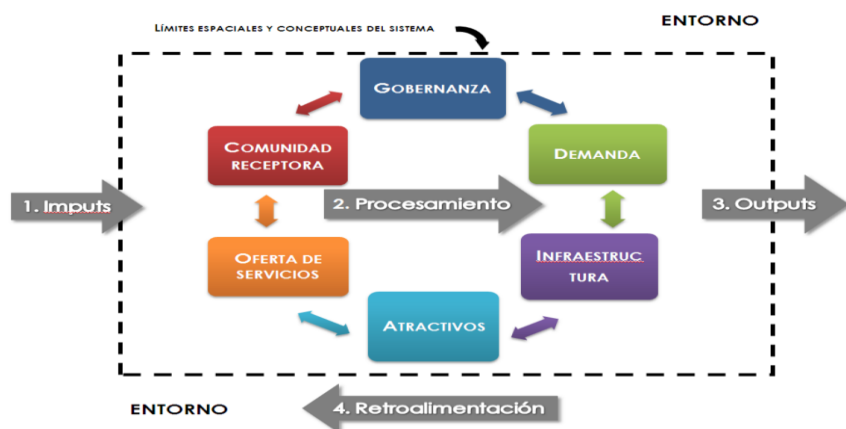 ENTORNO
LÍMITES ESPACIALES Y CONCEPTUALES DEL SISTEMA
GOBERNANZA
COMUNIDAD
RECEPTORA
DEMANDA
1. Imputs
2. Procesamiento
3. Outputs
OFERTA DE
SERVICIOS
INFRAESTRUC
TURA
ATRACTIVOS
ENTORNO
4. Retroalimentación